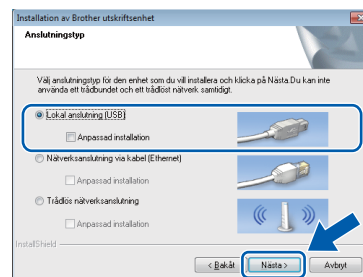 Installation av Brother utskriftsenhet
Anslutningstyp
Välj anslutningstyp för den enhet som du vill installera och klicka på Nästa.Du kan inte
använda ett trådbundet och ett trådlöst nätverk samtidigt.
Lokal anslutning (USB)
Anpassad installation
Nätverksanslutning via kabel (Ethernet)
Anpassad installation
Trådlös nätverksanslutning
Anpassad installation
InstallShield
< Bakåt
Nästa >
Avbryt